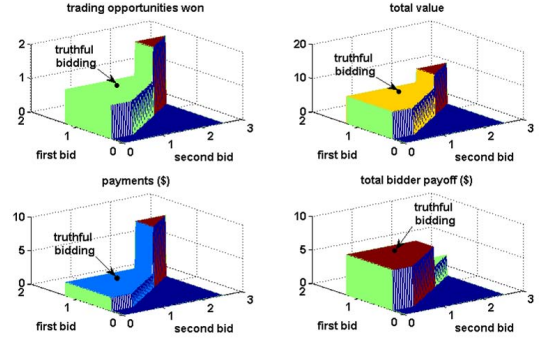 trading opportunities won
2
1
0
2
1
0
0
1
2
3
truthful
bidding
first bid
second bid
total value
20
10
0
2
1
0
0
1
2
3
truthful
bidding
first bid
second bid
payments ($)
10
5
0
2
1
0
0
1
2
3
truthful
bidding
first bid
second bid
total bidder payoff ($)
10
5
0
2
1
0
0
1
2
3
truthful
bidding
first bid
second bid